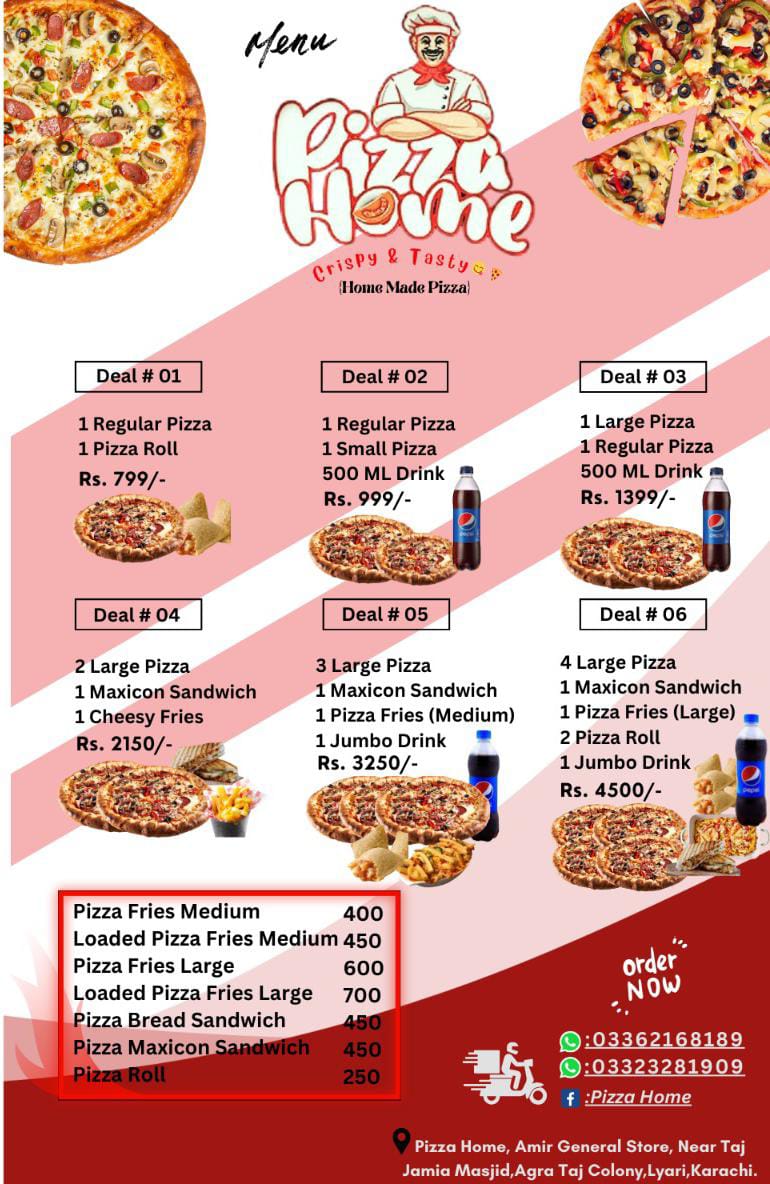 Menu
Pizza
Home
Crispy & Tasty
{Home Made Pizza}
Deal # 01
1 Regular Pizza
1 Pizza Roll
Rs. 799/-
Deal # 02
1 Regular Pizza
1 Small Pizza
500 ML Drink
Rs. 999/-
Deal # 03
1 Large Pizza
1 Regular Pizza
500 ML Drink
Rs. 1399/-
Deal # 04
2 Large Pizza
1 Maxicon Sandwich
1 Cheesy Fries
Rs. 2150/-
Deal # 05
3 Large Pizza
1 Maxicon Sandwich
1 Pizza Fries (Medium)
1 Jumbo Drink
Rs. 3250/-
Deal # 06
4 Large Pizza
1 Maxicon Sandwich
1 Pizza Fries (Large)
2 Pizza Roll
1 Jumbo Drink
Rs. 4500/-
pepsi
Pizza Fries Medium 400
Loaded Pizza Fries Medium 450
Pizza Fries Large 600
Loaded Pizza Fries Large 700
Pizza Bread Sandwich 450
Pizza Maxicon Sandwich 450
Pizza Roll 250
order
NOW
:03362168189
:03323281909
:Pizza Home
Pizza Home, Amir General Store, Near Taj
Jamia Masjid,Agra Taj Colony,Lyari,Karachi.